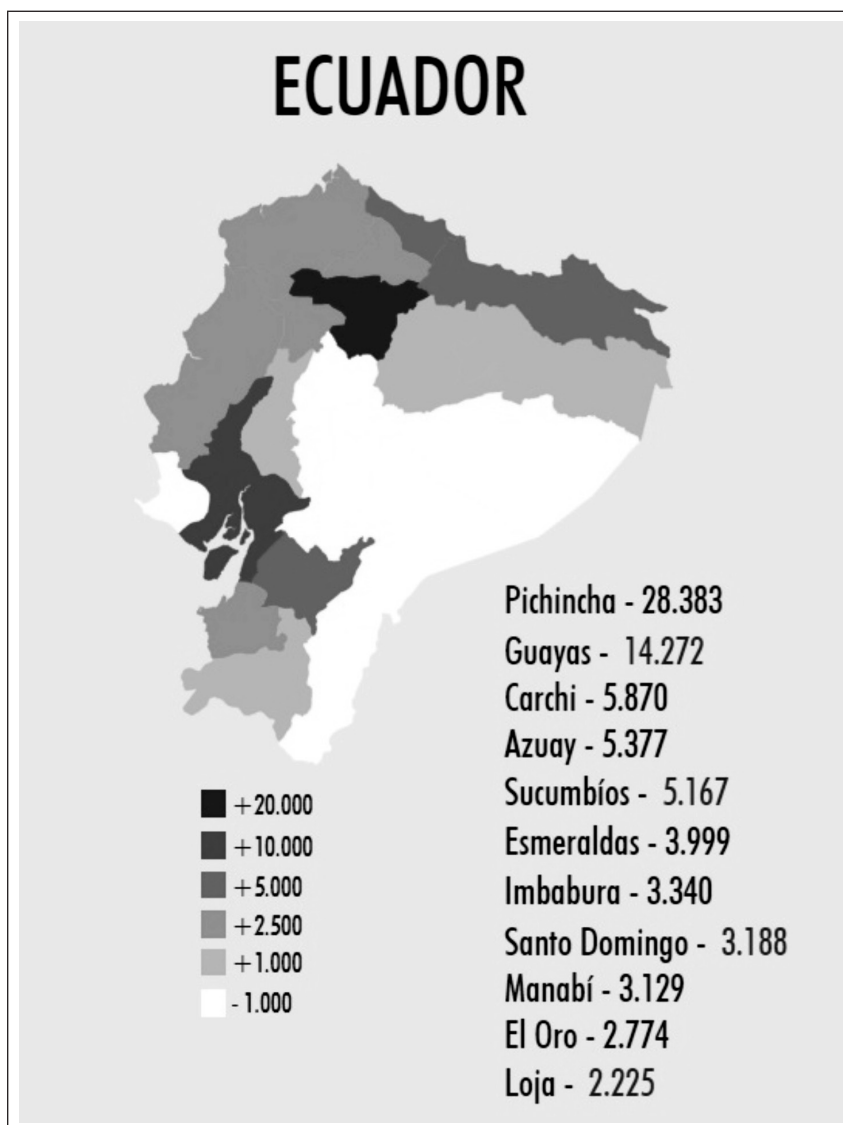 ECUADOR
Pichincha - 28.383
Guayas - 14.272
Carchi - 5.870
Azuay - 5.377
Sucumbíos - 5.167
Esmeraldas - 3.999
Imbabura - 3.340
Santo Domingo - 3.188
Manabí - 3.129
El Oro - 2.774
Loja - 2.225
+20.000
+10.000
+5.000
+2.500
+1.000
- 1.000